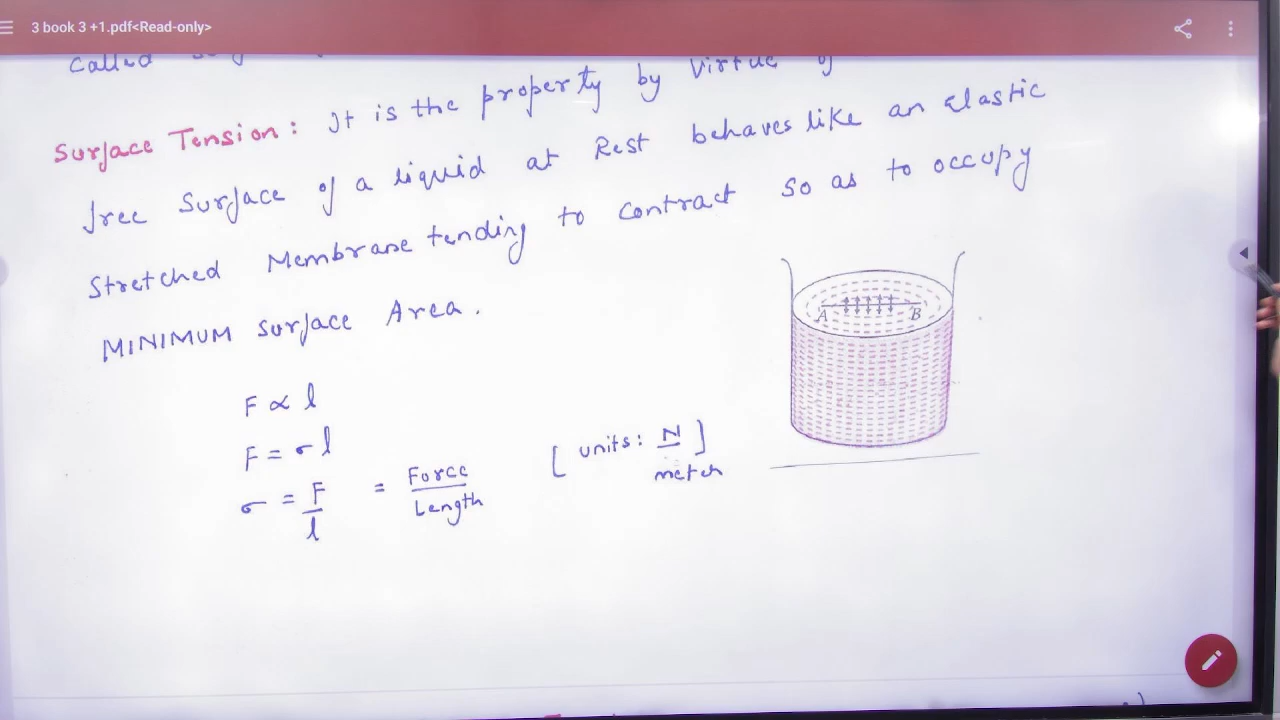 3 book 3 +1.pdf<Read-only>
Called
Surface Tension: It is the property by virtue of
free Surface of a liquid at Rest behaves like an Elastic
Stretched Membrane tending to contract so as to occupy
MINIMUM Surface Area.
A B
F ∝ l
F = σ l
σ = F/l = Force/Length [units: N/meter]